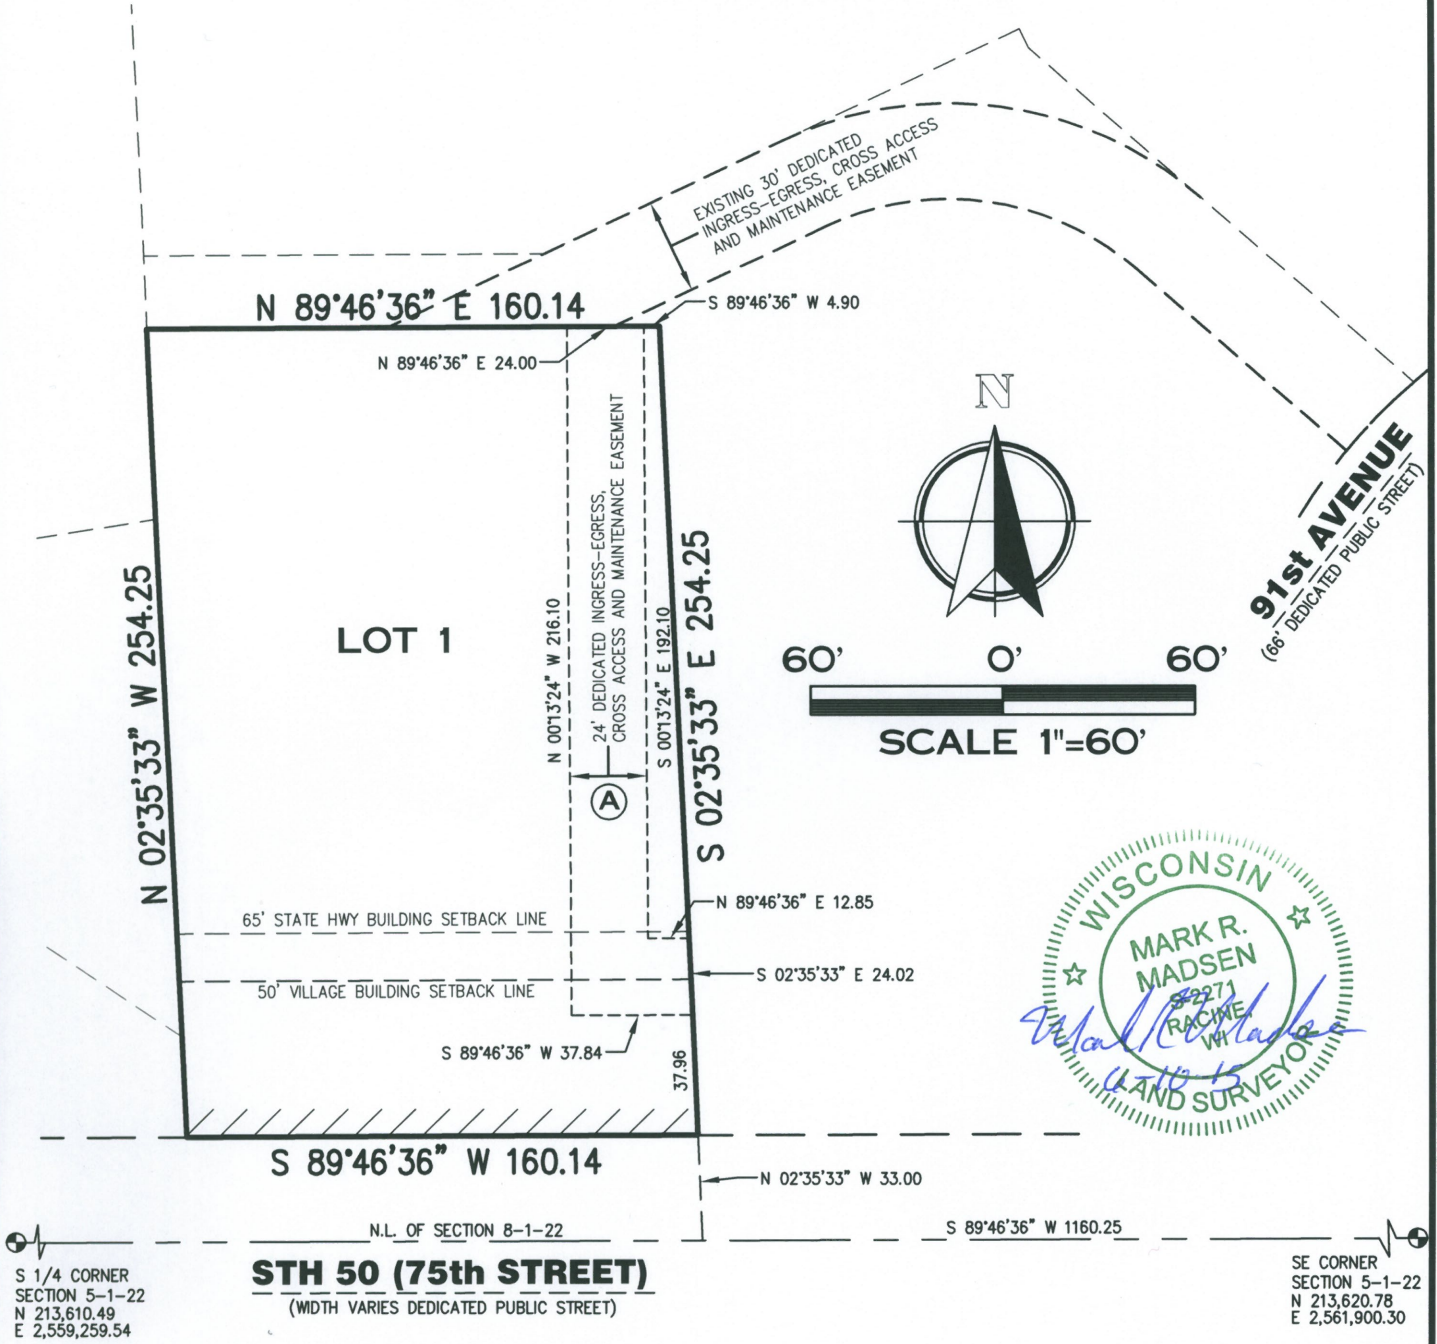 EXISTING 30' DEDICATED
INGRESS-EGRESS, CROSS ACCESS
AND MAINTENANCE EASEMENT
N 89°46'36" E 160.14
S 89°46'36" W 4.90
N 89°46'36" E 24.00
N
24' DEDICATED INGRESS-EGRESS,
CROSS ACCESS AND MAINTENANCE EASEMENT
91st AVENUE
(66' DEDICATED PUBLIC STREET)
N 02°35'33" W 254.25
LOT 1
N 00°13'24" W 216.10
S 00°13'24" E 192.10
S 02°35'33" E 254.25
60' 0' 60'
SCALE 1"=60'
A
N 89°46'36" E 12.85
65' STATE HWY BUILDING SETBACK LINE
S 02°35'33" E 24.02
50' VILLAGE BUILDING SETBACK LINE
S 89°46'36" W 37.84
37.96
WISCONSIN
MARK R.
MADSEN
S-2271
RACINE,
WI
LAND SURVEYOR
Mark R Madsen
6-10-15
S 89°46'36" W 160.14
N 02°35'33" W 33.00
N.L. OF SECTION 8-1-22
S 89°46'36" W 1160.25
STH 50 (75th STREET)
(WIDTH VARIES DEDICATED PUBLIC STREET)
S 1/4 CORNER
SECTION 5-1-22
N 213,610.49
E 2,559,259.54
SE CORNER
SECTION 5-1-22
N 213,620.78
E 2,561,900.30